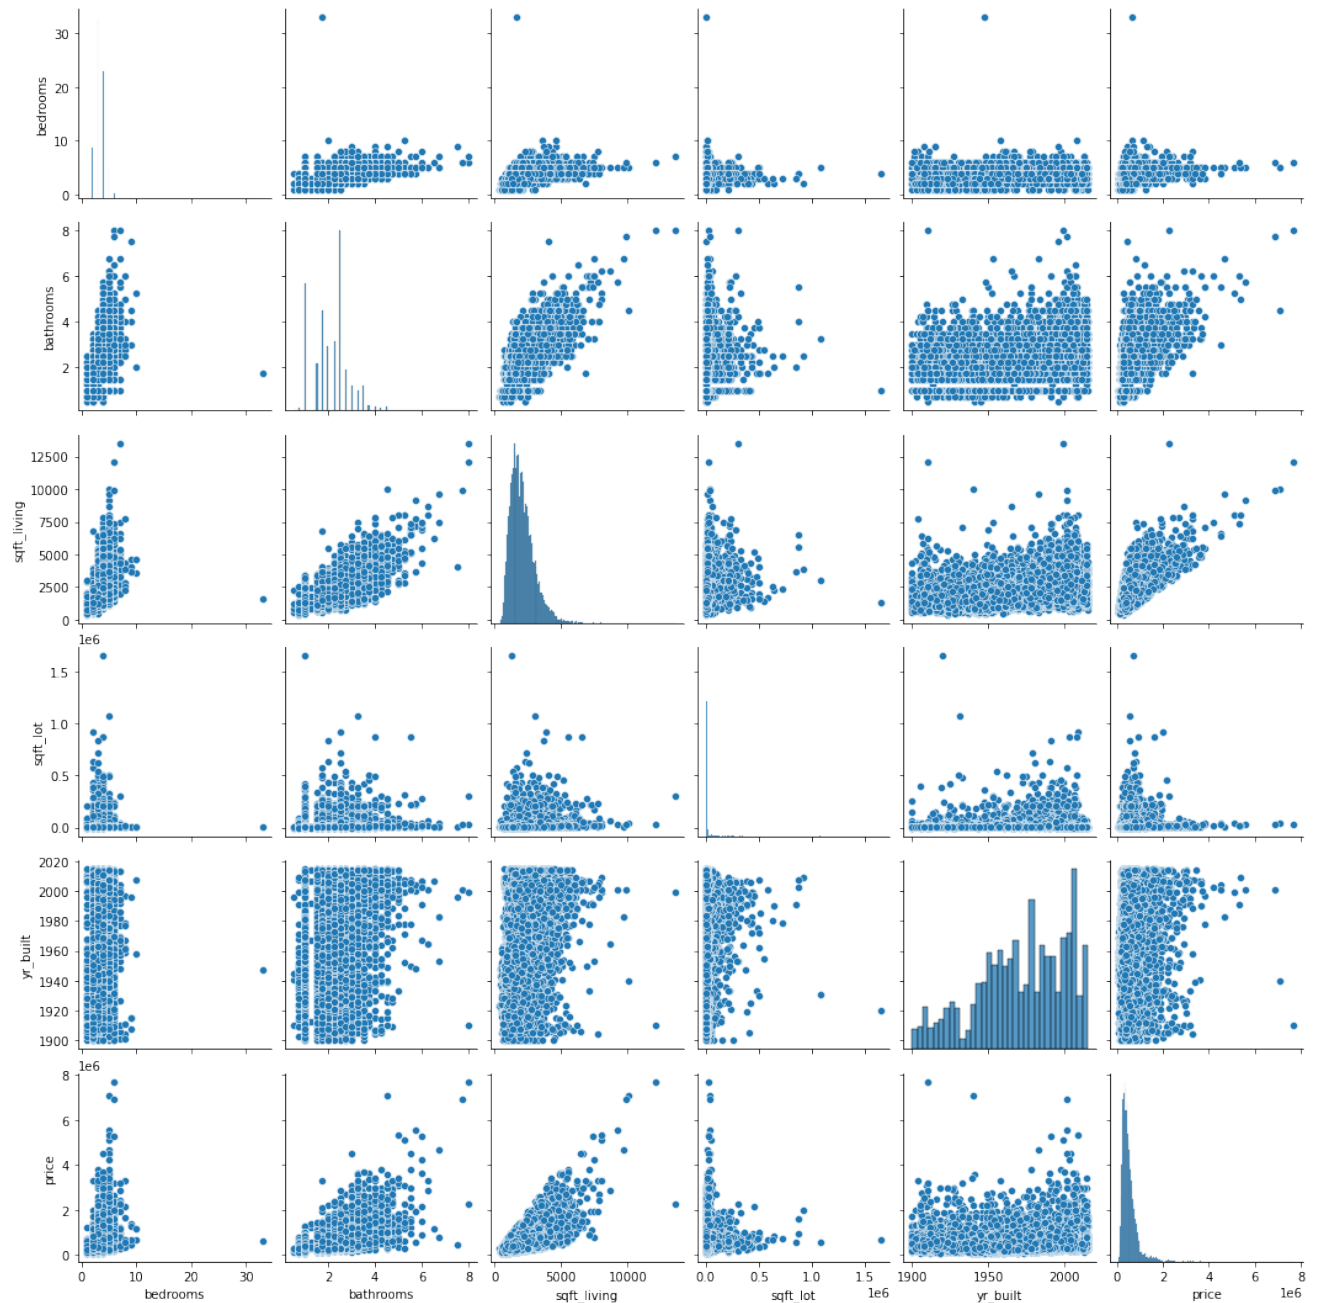 30
20
10
0
bedrooms
8
6
4
2
bathrooms
12500
10000
7500
5000
2500
0
sqft_living
1e6
1.5
1.0
0.5
0.0
sqft_lot
2020
2000
1980
1960
1940
1920
1900
yr_built
1e6
8
6
4
2
0
price
0 10 20 30
bedrooms
2 4 6 8
bathrooms
0 5000 10000
sqft_living
0.0 0.5 1.0 1.5
1e6
sqft_lot
1900 1950 2000
yr_built
0 2 4 6 8
1e6
price